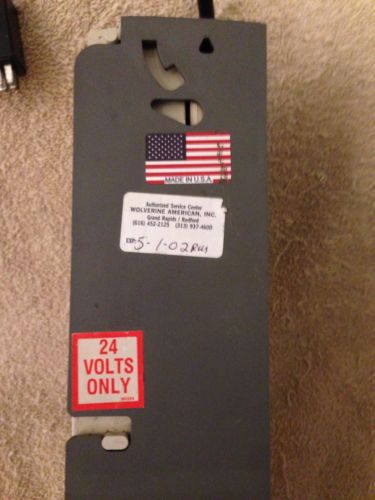 MADE IN U.S.A.
Authorized Service Center
WOLVERINE AMERICAN, INC.
Grand Rapids / Redford
(616) 452-2125 (313) 937-4600
EXP: 5-1-02
24
VOLTS
ONLY